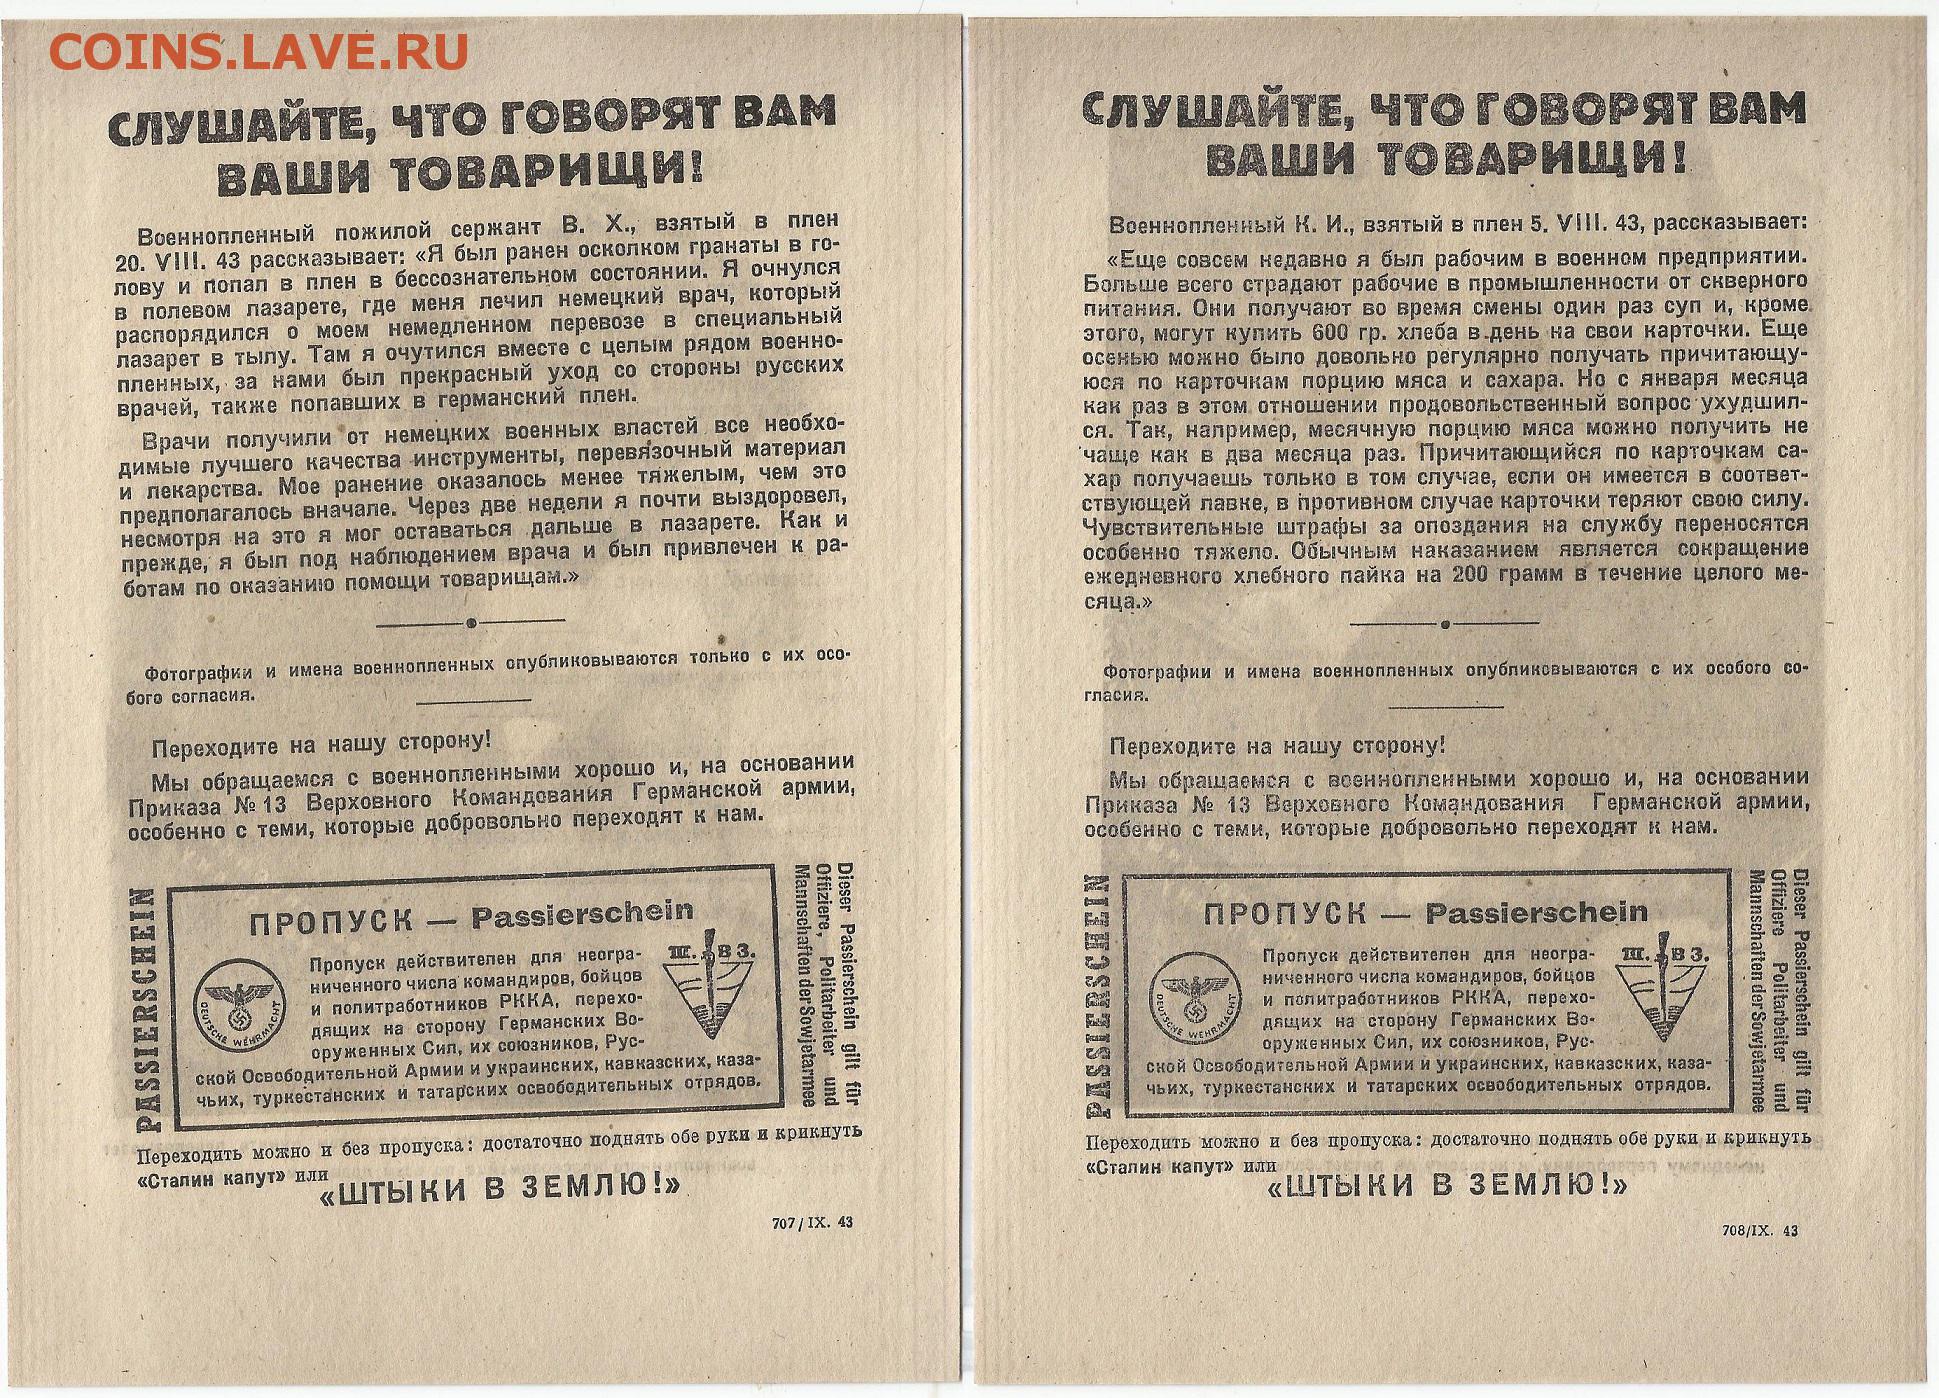 COINS.LAVE.RU
СЛУШАЙТЕ, ЧТО ГОВОРЯТ ВАМ
ВАШИ ТОВАРИЩИ!
Военнопленный пожилой сержант В. Х., взятый в плен
20. VIII. 43 рассказывает: «Я был ранен осколком гранаты в го-
лову и попал в плен в бессознательном состоянии. Я очнулся
в полевом лазарете, где меня лечил немецкий врач, который
распорядился о моем немедленном перевозе в специальный
лазарет в тылу. Там я очутился вместе с целым рядом военно-
пленных, за нами был прекрасный уход со стороны русских
врачей, также попавших в германский плен.
Врачи получили от немецких военных властей все необхо-
димые лучшего качества инструменты, перевязочный материал
и лекарства. Мое ранение оказалось менее тяжелым, чем это
предполагалось вначале. Через две недели я почти выздоровел,
несмотря на это я мог оставаться дальше в лазарете. Как и
прежде, я был под наблюдением врача и был привлечен к ра-
ботам по оказанию помощи товарищам.»
Фотографии и имена военнопленных опубликовываются только с их осо-
бого согласия.
Переходите на нашу сторону!
Мы обращаемся с военнопленными хорошо и, на основании
Приказа № 13 Верховного Командования Германской армии,
особенно с теми, которые добровольно переходят к нам.
PASSIERSCHEIN
ПРОПУСК — Passierschein
Пропуск действителен для неогра-
ниченного числа командиров, бойцов
и политработников РККА, перехо-
дящих на сторону Германских Во-
оруженных Сил, их союзников, Рус-
ской Освободительной Армии и украинских, кавказских, каза-
чьих, туркестанских и татарских освободительных отрядов.
DEUTSCHE WEHRMACHT
Ш. В З.
Dieser Passierschein gilt für
Offiziere, Politarbeiter und
Mannschaften der Sowjetarmee
Переходить можно и без пропуска: достаточно поднять обе руки и крикнуть
«Сталин капут» или
«ШТЫКИ В ЗЕМЛЮ!»
707/IX. 43
СЛУШАЙТЕ, ЧТО ГОВОРЯТ ВАМ
ВАШИ ТОВАРИЩИ!
Военнопленный К. И., взятый в плен 5. VIII. 43, рассказывает:
«Еще совсем недавно я был рабочим в военном предприятии.
Больше всего страдают рабочие в промышленности от скверного
питания. Они получают во время смены один раз суп и, кроме
этого, могут купить 600 гр. хлеба в день на свои карточки. Еще
осенью можно было довольно регулярно получать причитающу-
юся по карточкам порцию мяса и сахара. Но с января месяца
как раз в этом отношении продовольственный вопрос ухудшил-
ся. Так, например, месячную порцию мяса можно получить не
чаще как в два месяца раз. Причитающийся по карточкам са-
хар получаешь только в том случае, если он имеется в соответ-
ствующей лавке, в противном случае карточки теряют свою силу.
Чувствительные штрафы за опоздания на службу переносятся
особенно тяжело. Обычным наказанием является сокращение
ежедневного хлебного пайка на 200 грамм в течение целого ме-
сяца.»
Фотографии и имена военнопленных опубликовываются с их особого со-
гласия.
Переходите на нашу сторону!
Мы обращаемся с военнопленными хорошо и, на основании
Приказа № 13 Верховного Командования Германской армии,
особенно с теми, которые добровольно переходят к нам.
PASSIERSCHEIN
ПРОПУСК — Passierschein
Пропуск действителен для неогра-
ниченного числа командиров, бойцов
и политработников РККА, перехо-
дящих на сторону Германских Во-
оруженных Сил, их союзников, Рус-
ской Освободительной Армии и украинских, кавказских, каза-
чьих, туркестанских и татарских освободительных отрядов.
DEUTSCHE WEHRMACHT
Ш. В З.
Dieser Passierschein gilt für
Offiziere Politarbeiter und
Mannschaften der Sowjetarmee
Переходить можно и без пропуска: достаточно поднять обе руки и крикнуть
«Сталин капут» или
«ШТЫКИ В ЗЕМЛЮ!»
708/IX. 43